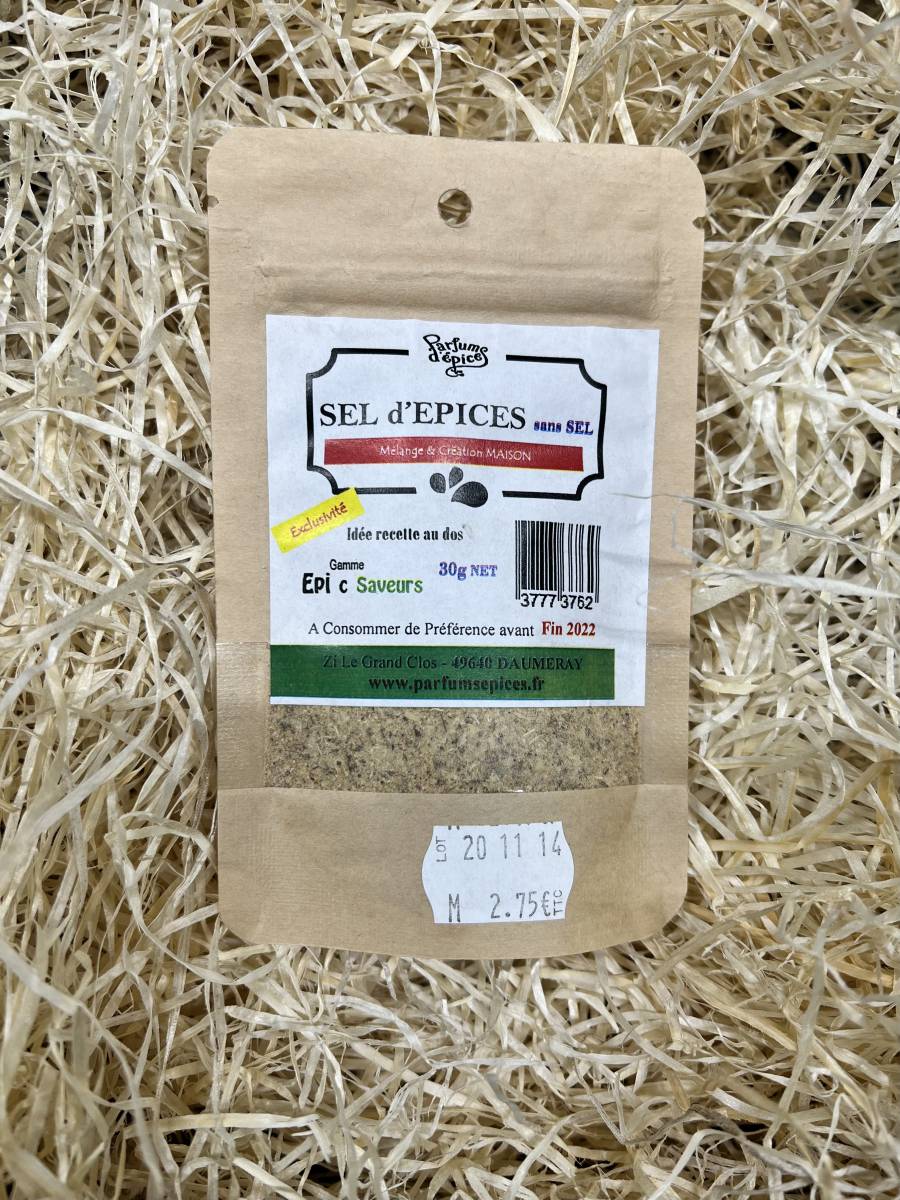 Parfums
d'épices
SEL d'EPICES sans SEL
Mélange & Création MAISON
Exclusivité
Idée recette au dos
Gamme
Epi c Saveurs
30g NET
3777 3762
A Consommer de Préférence avant Fin 2022
Zi Le Grand Clos - 49640 DAUMERAY
www.parfumsepices.fr
LOT 20 11 14
M 2.75€ TTC